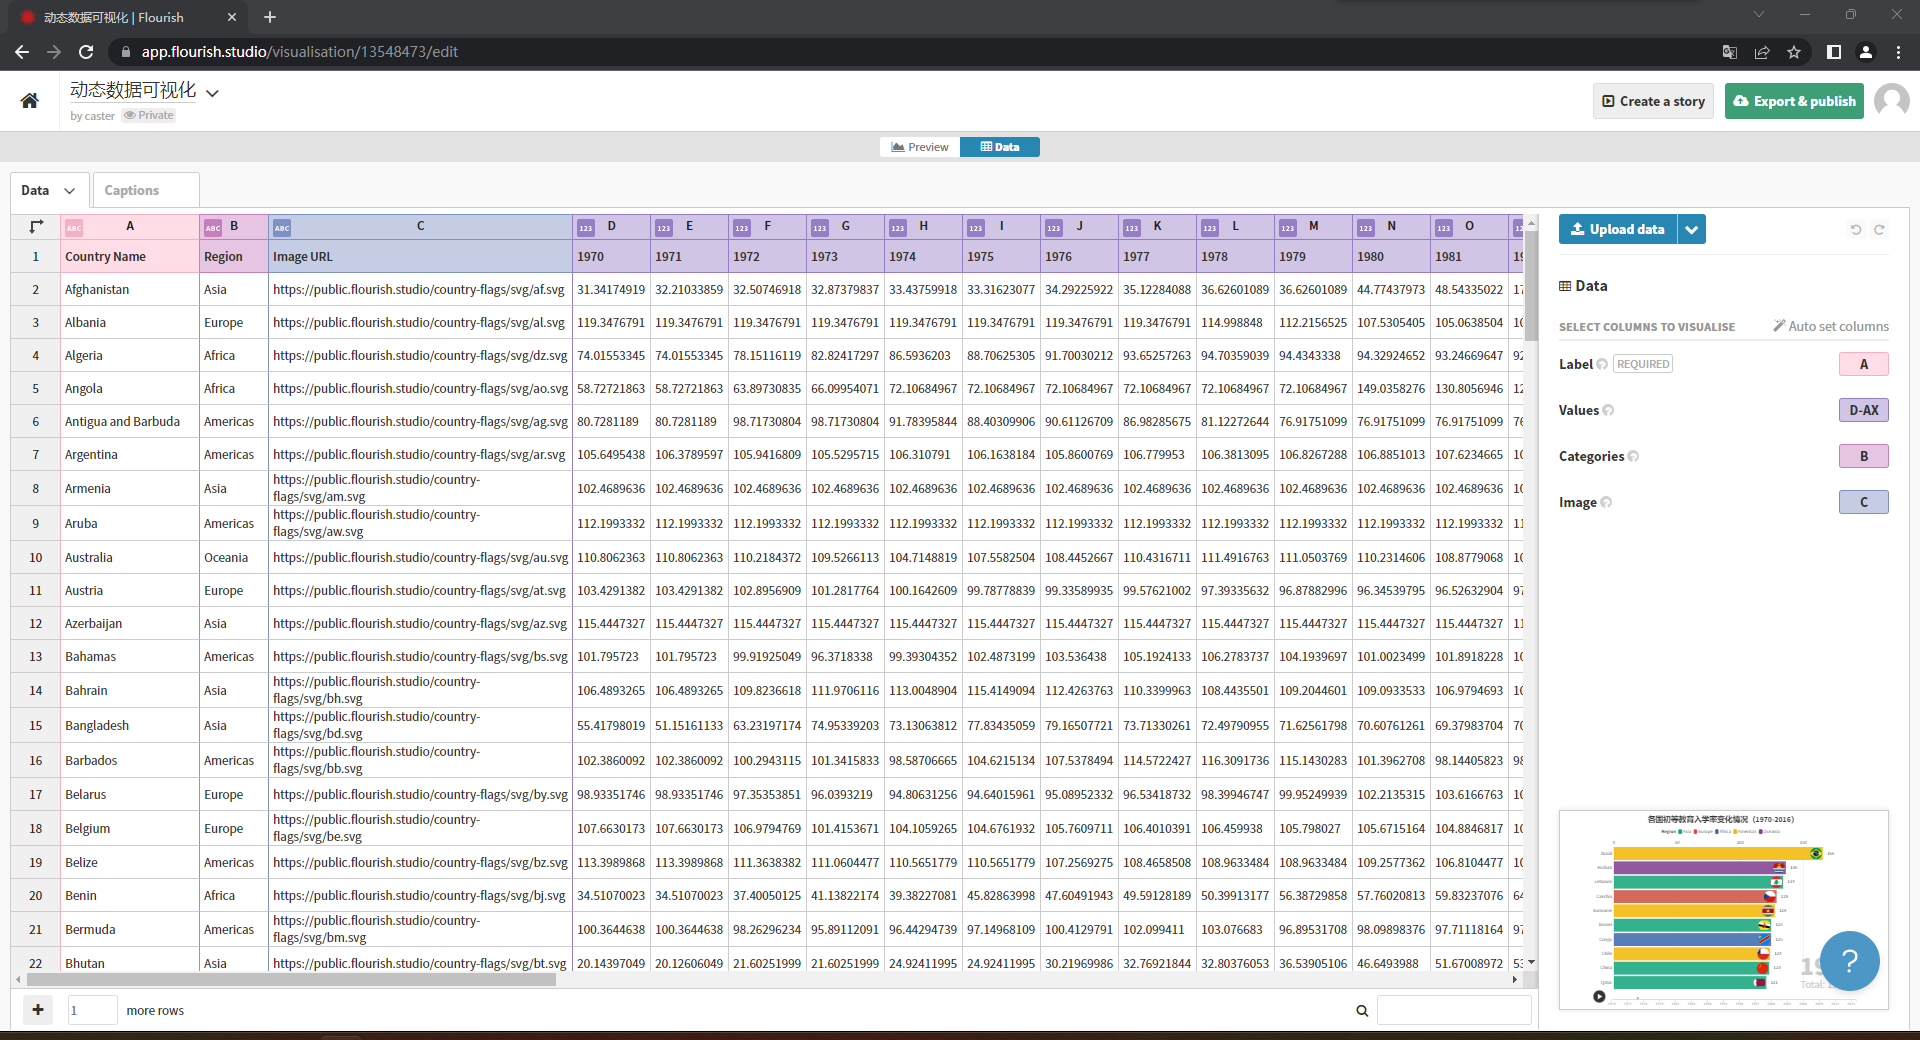 动态数据可视化 | Flourish
app.flourish.studio/visualisation/13548473/edit
动态数据可视化
by caster Private
Create a story
Export & publish
Preview Data
Data Captions
A B C D E F G H I J K L M N O
1 Country Name Region Image URL 1970 1971 1972 1973 1974 1975 1976 1977 1978 1979 1980 1981
2 Afghanistan Asia https://public.flourish.studio/country-flags/svg/af.svg 31.34174919 32.21033859 32.50746918 32.87379837 33.43759918 33.31623077 34.29225922 35.12284088 36.62601089 36.62601089 44.77437973 48.54335022 17
3 Albania Europe https://public.flourish.studio/country-flags/svg/al.svg 119.3476791 119.3476791 119.3476791 119.3476791 119.3476791 119.3476791 119.3476791 119.3476791 114.998848 112.2156525 107.5305405 105.0638504 10
4 Algeria Africa https://public.flourish.studio/country-flags/svg/dz.svg 74.01553345 74.01553345 78.15116119 82.82417297 86.5936203 88.70625305 91.70030212 93.65257263 94.70359039 94.4343338 94.32924652 93.24669647 92
5 Angola Africa https://public.flourish.studio/country-flags/svg/ao.svg 58.72721863 58.72721863 63.89730835 66.09954071 72.10684967 72.10684967 72.10684967 72.10684967 72.10684967 72.10684967 149.0358276 130.8056946 12
6 Antigua and Barbuda Americas https://public.flourish.studio/country-flags/svg/ag.svg 80.7281189 80.7281189 98.71730804 98.71730804 91.78395844 88.40309906 90.61126709 86.98285675 81.12272644 76.91751099 76.91751099 76.91751099 76
7 Argentina Americas https://public.flourish.studio/country-flags/svg/ar.svg 105.6495438 106.3789597 105.9416809 105.5295715 106.310791 106.1638184 105.8600769 106.779953 106.3813095 106.8267288 106.8851013 107.6234665 10
8 Armenia Asia https://public.flourish.studio/country-flags/svg/am.svg 102.4689636 102.4689636 102.4689636 102.4689636 102.4689636 102.4689636 102.4689636 102.4689636 102.4689636 102.4689636 102.4689636 102.4689636 10
9 Aruba Americas https://public.flourish.studio/country-flags/svg/aw.svg 112.1993332 112.1993332 112.1993332 112.1993332 112.1993332 112.1993332 112.1993332 112.1993332 112.1993332 112.1993332 112.1993332 112.1993332 11
10 Australia Oceania https://public.flourish.studio/country-flags/svg/au.svg 110.8062363 110.8062363 110.2184372 109.5266113 104.7148819 107.5582504 108.4452667 110.4316711 111.4916763 111.0503769 110.2314606 108.8779068 10
11 Austria Europe https://public.flourish.studio/country-flags/svg/at.svg 103.4291382 103.4291382 102.8956909 101.2817764 100.1642609 99.78778839 99.33589935 99.57621002 97.39335632 96.87882996 96.34539795 96.52632904 97
12 Azerbaijan Asia https://public.flourish.studio/country-flags/svg/az.svg 115.4447327 115.4447327 115.4447327 115.4447327 115.4447327 115.4447327 115.4447327 115.4447327 115.4447327 115.4447327 115.4447327 115.4447327 11
13 Bahamas Americas https://public.flourish.studio/country-flags/svg/bs.svg 101.795723 101.795723 99.91925049 96.3718338 99.39304352 102.4873199 103.536438 105.1924133 106.2783737 104.1939697 101.0023499 101.8918228 10
14 Bahrain Asia https://public.flourish.studio/country-flags/svg/bh.svg 106.4893265 106.4893265 109.8236618 111.9706116 113.0048904 115.4149094 112.4263763 110.3399963 108.4435501 109.2044601 109.0933533 106.9794693 10
15 Bangladesh Asia https://public.flourish.studio/country-flags/svg/bd.svg 55.41798019 51.15161133 63.23197174 74.95339203 73.13063812 77.83435059 79.16507721 73.71330261 72.49790955 71.62561798 70.60761261 69.37983704 70
16 Barbados Americas https://public.flourish.studio/country-flags/svg/bb.svg 102.3860092 102.3860092 100.2943115 101.3415833 98.58706665 104.6215134 107.5378494 114.5722427 116.3091736 115.1430283 101.3962708 98.14405823 98
17 Belarus Europe https://public.flourish.studio/country-flags/svg/by.svg 98.93351746 98.93351746 97.35353851 96.0393219 94.80631256 94.64015961 95.08952332 96.53418732 98.39946747 99.95249939 102.2135315 103.6166763 10
18 Belgium Europe https://public.flourish.studio/country-flags/svg/be.svg 107.6630173 107.6630173 106.9794769 101.4153671 104.1059265 104.6761932 105.7609711 106.4010391 106.459938 105.798027 105.6715164 104.8846817 10
19 Belize Americas https://public.flourish.studio/country-flags/svg/bz.svg 113.3989868 113.3989868 111.3638382 111.0604477 110.5651779 110.5651779 107.2569275 108.4658508 108.9633484 108.9633484 109.2577362 106.8104477 10
20 Benin Africa https://public.flourish.studio/country-flags/svg/bj.svg 34.51070023 34.51070023 37.40050125 41.13822174 39.38227081 45.82863998 47.60491943 49.59128189 50.39913177 56.38729858 57.76020813 59.83237076 64
21 Bermuda Americas https://public.flourish.studio/country-flags/svg/bm.svg 100.3644638 100.3644638 98.26296234 95.89112091 96.44294739 97.14968109 100.4129791 102.099411 103.076683 96.89531708 98.09898376 97.71118164 97
22 Bhutan Asia https://public.flourish.studio/country-flags/svg/bt.svg 20.14397049 20.12606049 21.60251999 21.60251999 24.92411995 24.92411995 30.21969986 32.76921844 32.80376053 36.53905106 46.6493988 51.67008972 53
1 more rows
Upload data
Data
SELECT COLUMNS TO VISUALISE Auto set columns
Label REQUIRED A
Values D-AX
Categories B
Image C
各国初等教育入学率变化情况 (1970-2016)
Region Asia Europe Africa Americas Oceania
?